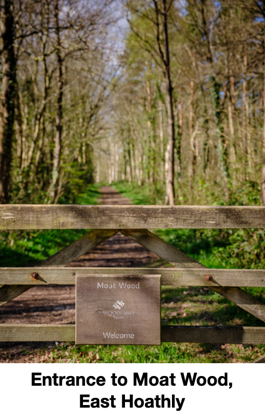 Moat Wood
Welcome
Entrance to Moat Wood,
East Hoathly